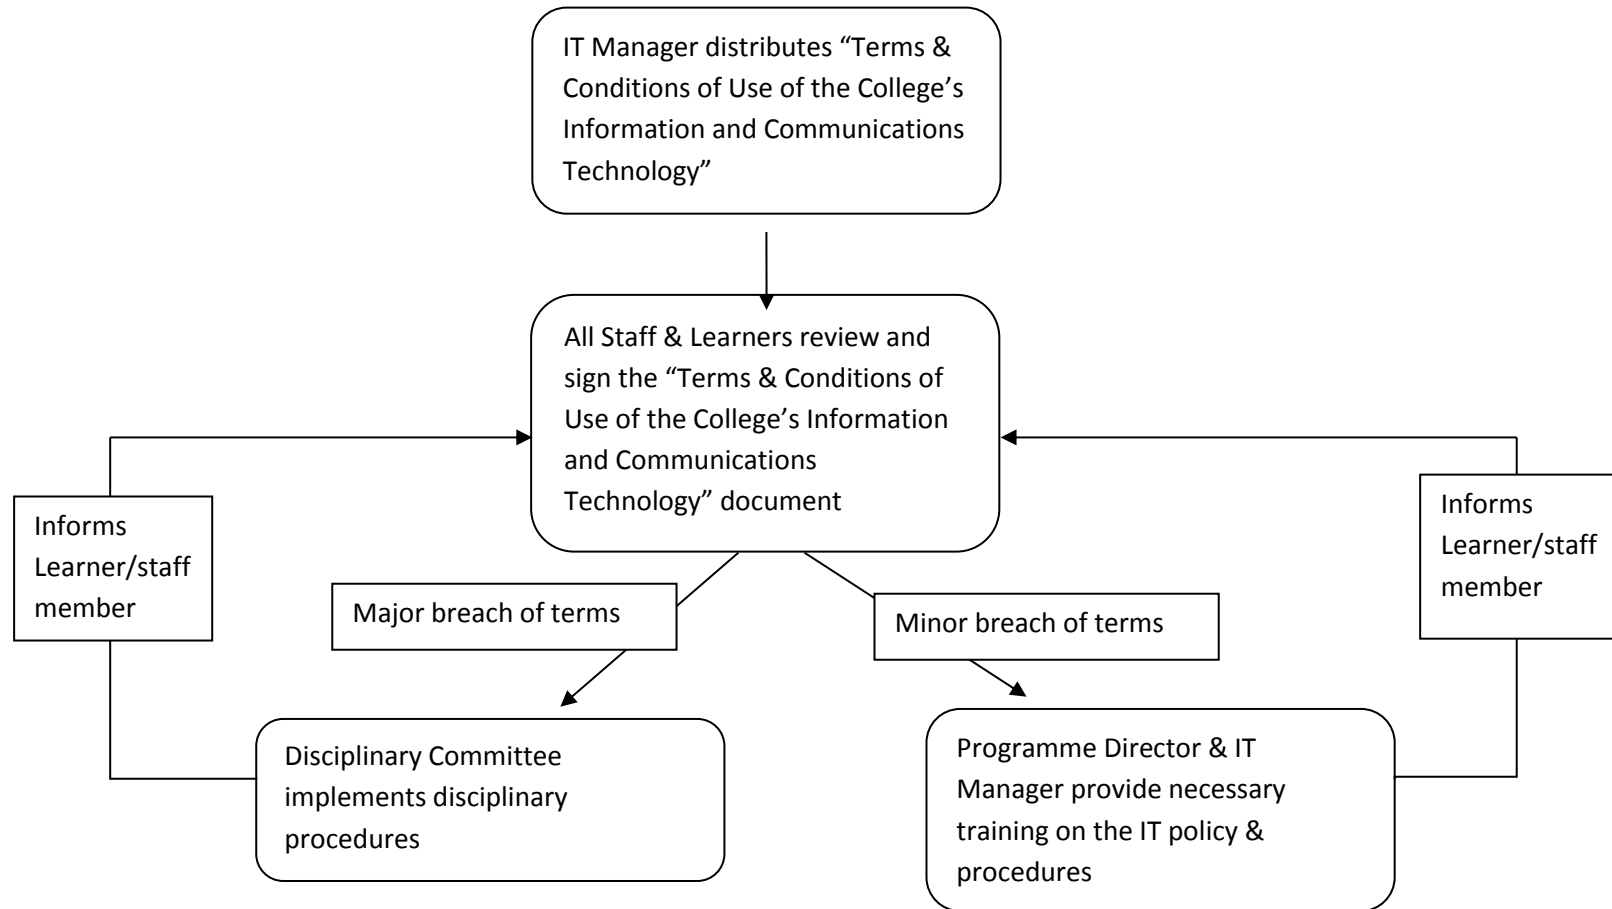 IT Manager distributes “Terms &
Conditions of Use of the College’s
Information and Communications
Technology”
All Staff & Learners review and
sign the “Terms & Conditions of
Use of the College’s Information
and Communications
Technology” document
Informs
Learner/staff
member
Informs
Learner/staff
member
Major breach of terms
Minor breach of terms
Disciplinary Committee
implements disciplinary
procedures
Programme Director & IT
Manager provide necessary
training on the IT policy &
procedures